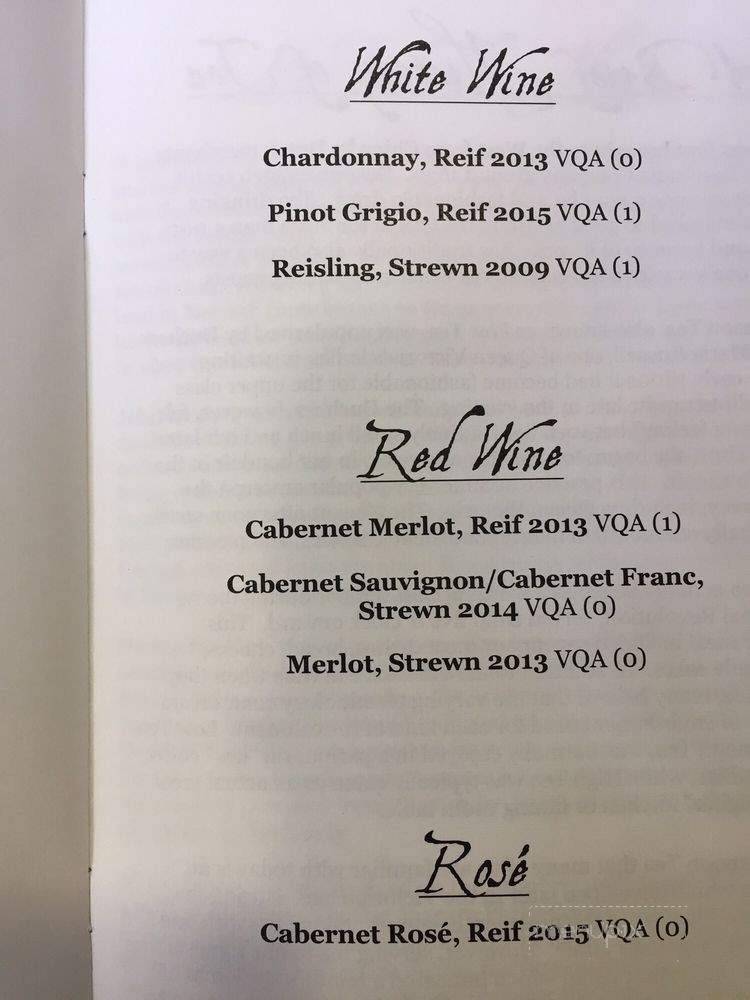 White Wine
Chardonnay, Reif 2013 VQA (0)
Pinot Grigio, Reif 2015 VQA (1)
Reisling, Strewn 2009 VQA (1)
Red Wine
Cabernet Merlot, Reif 2013 VQA (1)
Cabernet Sauvignon/Cabernet Franc,
Strewn 2014 VQA (0)
Merlot, Strewn 2013 VQA (0)
Rosé
Cabernet Rosé, Reif 2015 VQA (0)